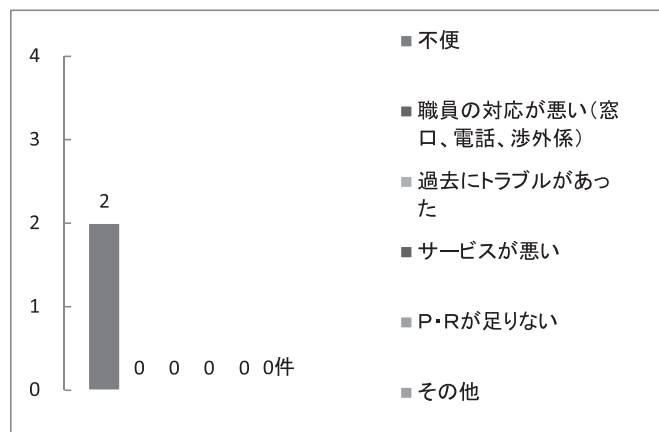 4
3
2
1
0
2
0
0
0
0
0件
不便
職員の対応が悪い(窓
口、電話、渉外係)
過去にトラブルがあっ
た
サービスが悪い
P・Rが足りない
その他